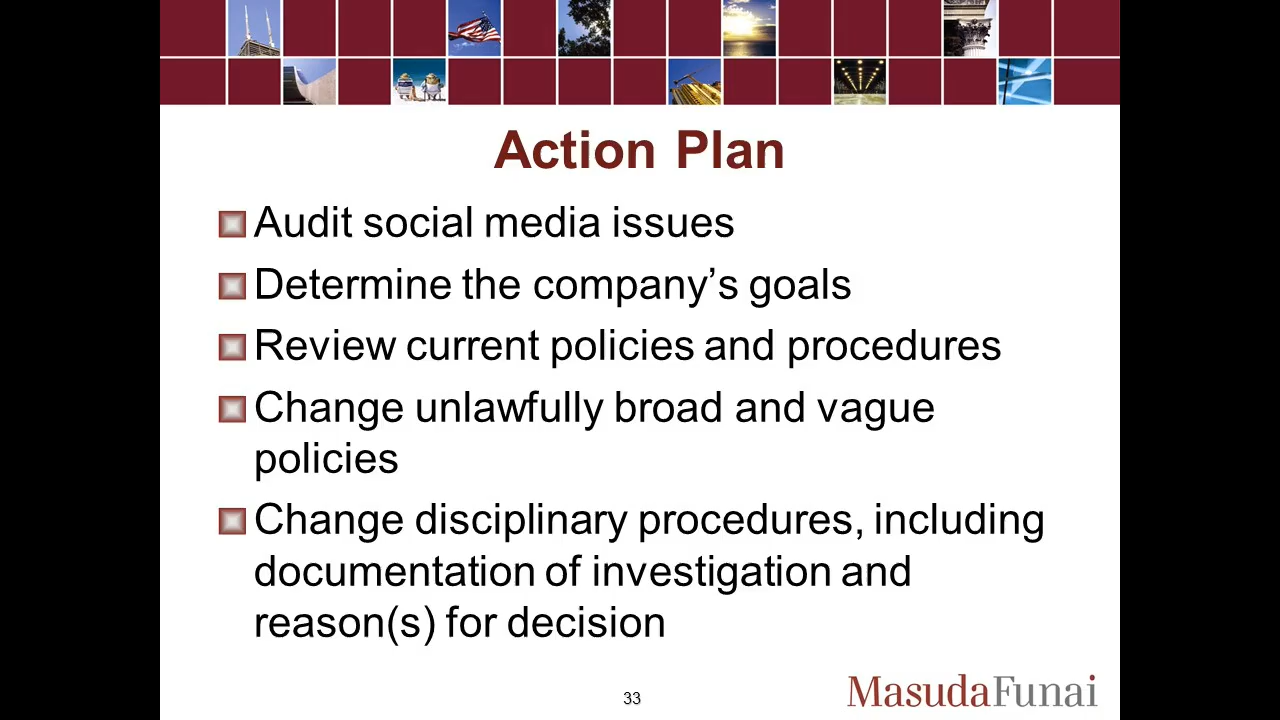 Action Plan
Audit social media issues
Determine the company’s goals
Review current policies and procedures
Change unlawfully broad and vague
policies
Change disciplinary procedures, including
documentation of investigation and
reason(s) for decision
33
MasudaFunai